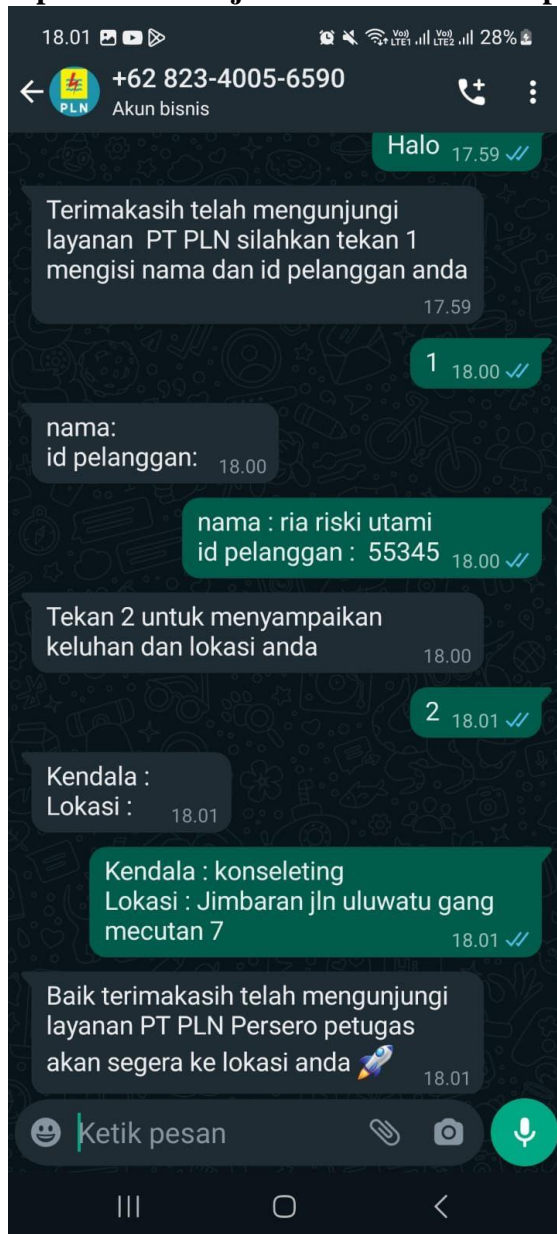 18.01 28%
+62 823-4005-6590
PLN
Akun bisnis
Halo 17.59
Terimakasih telah mengunjungi
layanan PT PLN silahkan tekan 1
mengisi nama dan id pelanggan anda
17.59
1 18.00
nama:
id pelanggan: 18.00
nama : ria riski utami
id pelanggan : 55345 18.00
Tekan 2 untuk menyampaikan
keluhan dan lokasi anda 18.00
2 18.01
Kendala :
Lokasi : 18.01
Kendala : konseleting
Lokasi : Jimbaran jln uluwatu gang
mecutan 7 18.01
Baik terimakasih telah mengunjungi
layanan PT PLN Persero petugas
akan segera ke lokasi anda 🚀 18.01
Ketik pesan